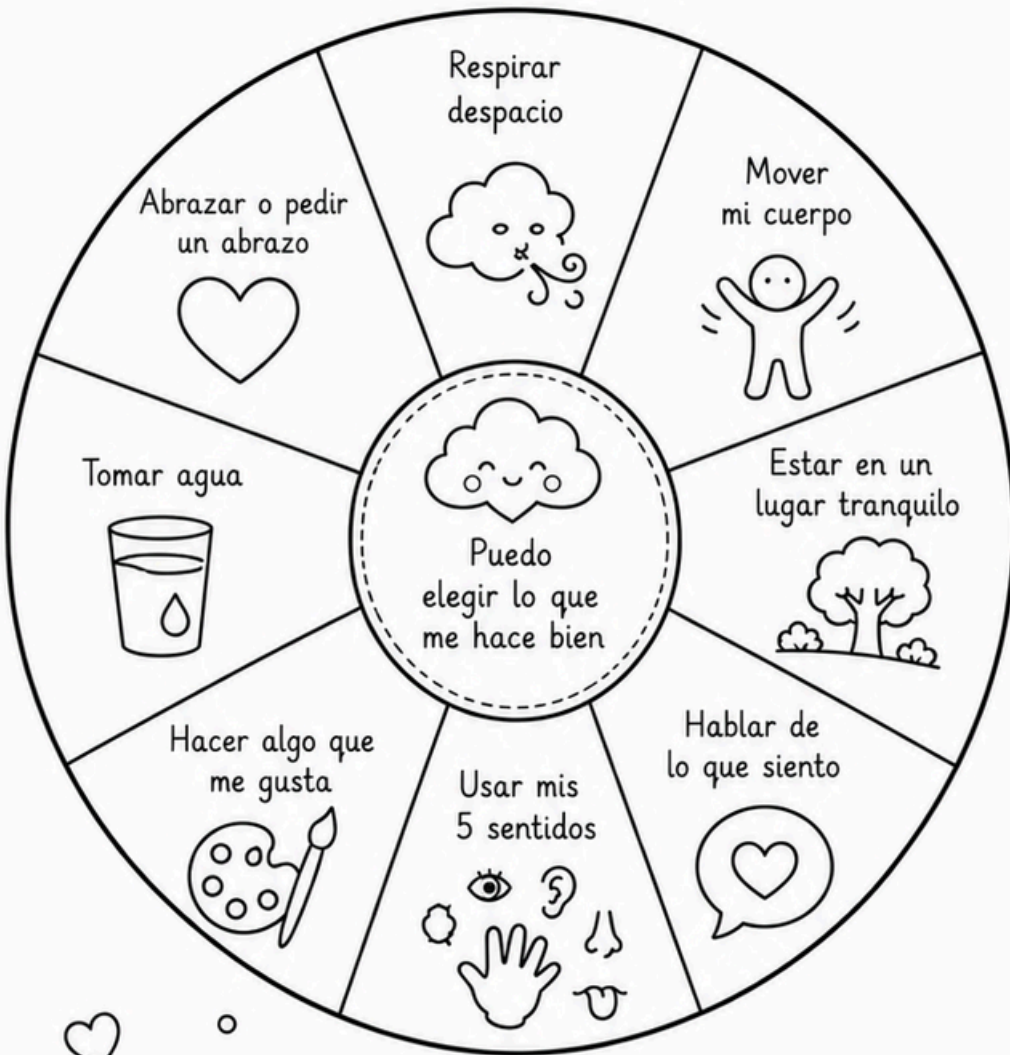 Respirar
despacio
Mover
mi cuerpo
Estar en un
lugar tranquilo
Hablar de
lo que siento
Usar mis
5 sentidos
Hacer algo que
me gusta
Tomar agua
Abrazar o pedir
un abrazo
Puedo
elegir lo que
me hace bien